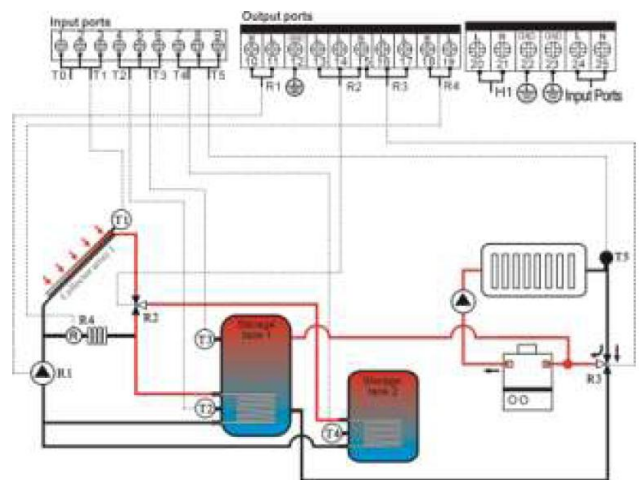 Input ports
Output ports
1 2 3 4 5 6 7 8 9
T0 T1 T2 T3 T4 T5
10 11 12 13 14 15 16 17 18 19
R1 R2 R3 R4
L N GND GND L N
20 21 22 23 24 25
H1
Input Ports
T1
T5
R4
R
R2
Storage
tank 1
T3
R1
T2
Storage
tank 2
T4
R3